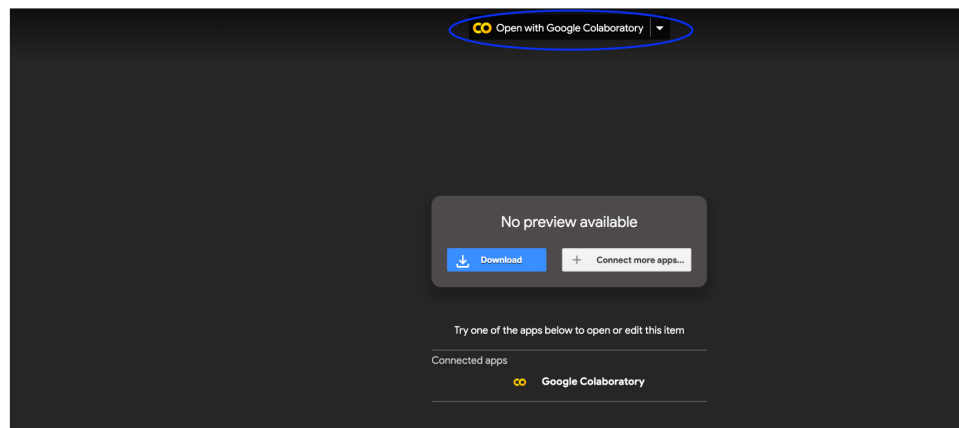 Open with Google Colaboratory
No preview available
Download
Connect more apps...
Try one of the apps below to open or edit this item
Connected apps
Google Colaboratory